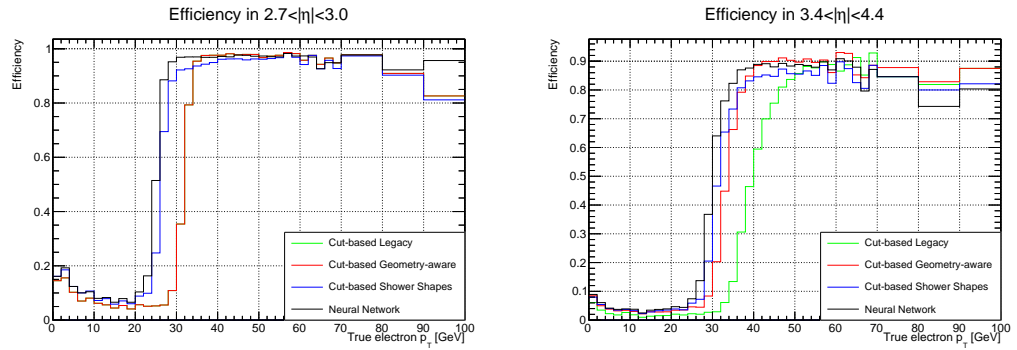 Efficiency in 2.7<|η|<3.0
Efficiency
1
0.8
0.6
0.4
0.2
0
Cut-based Legacy
Cut-based Geometry-aware
Cut-based Shower Shapes
Neural Network
0 10 20 30 40 50 60 70 80 90 100
True electron p_T [GeV]
Efficiency in 3.4<|η|<4.4
Efficiency
0.9
0.8
0.7
0.6
0.5
0.4
0.3
0.2
0.1
0
Cut-based Legacy
Cut-based Geometry-aware
Cut-based Shower Shapes
Neural Network
0 10 20 30 40 50 60 70 80 90 100
True electron p_T [GeV]